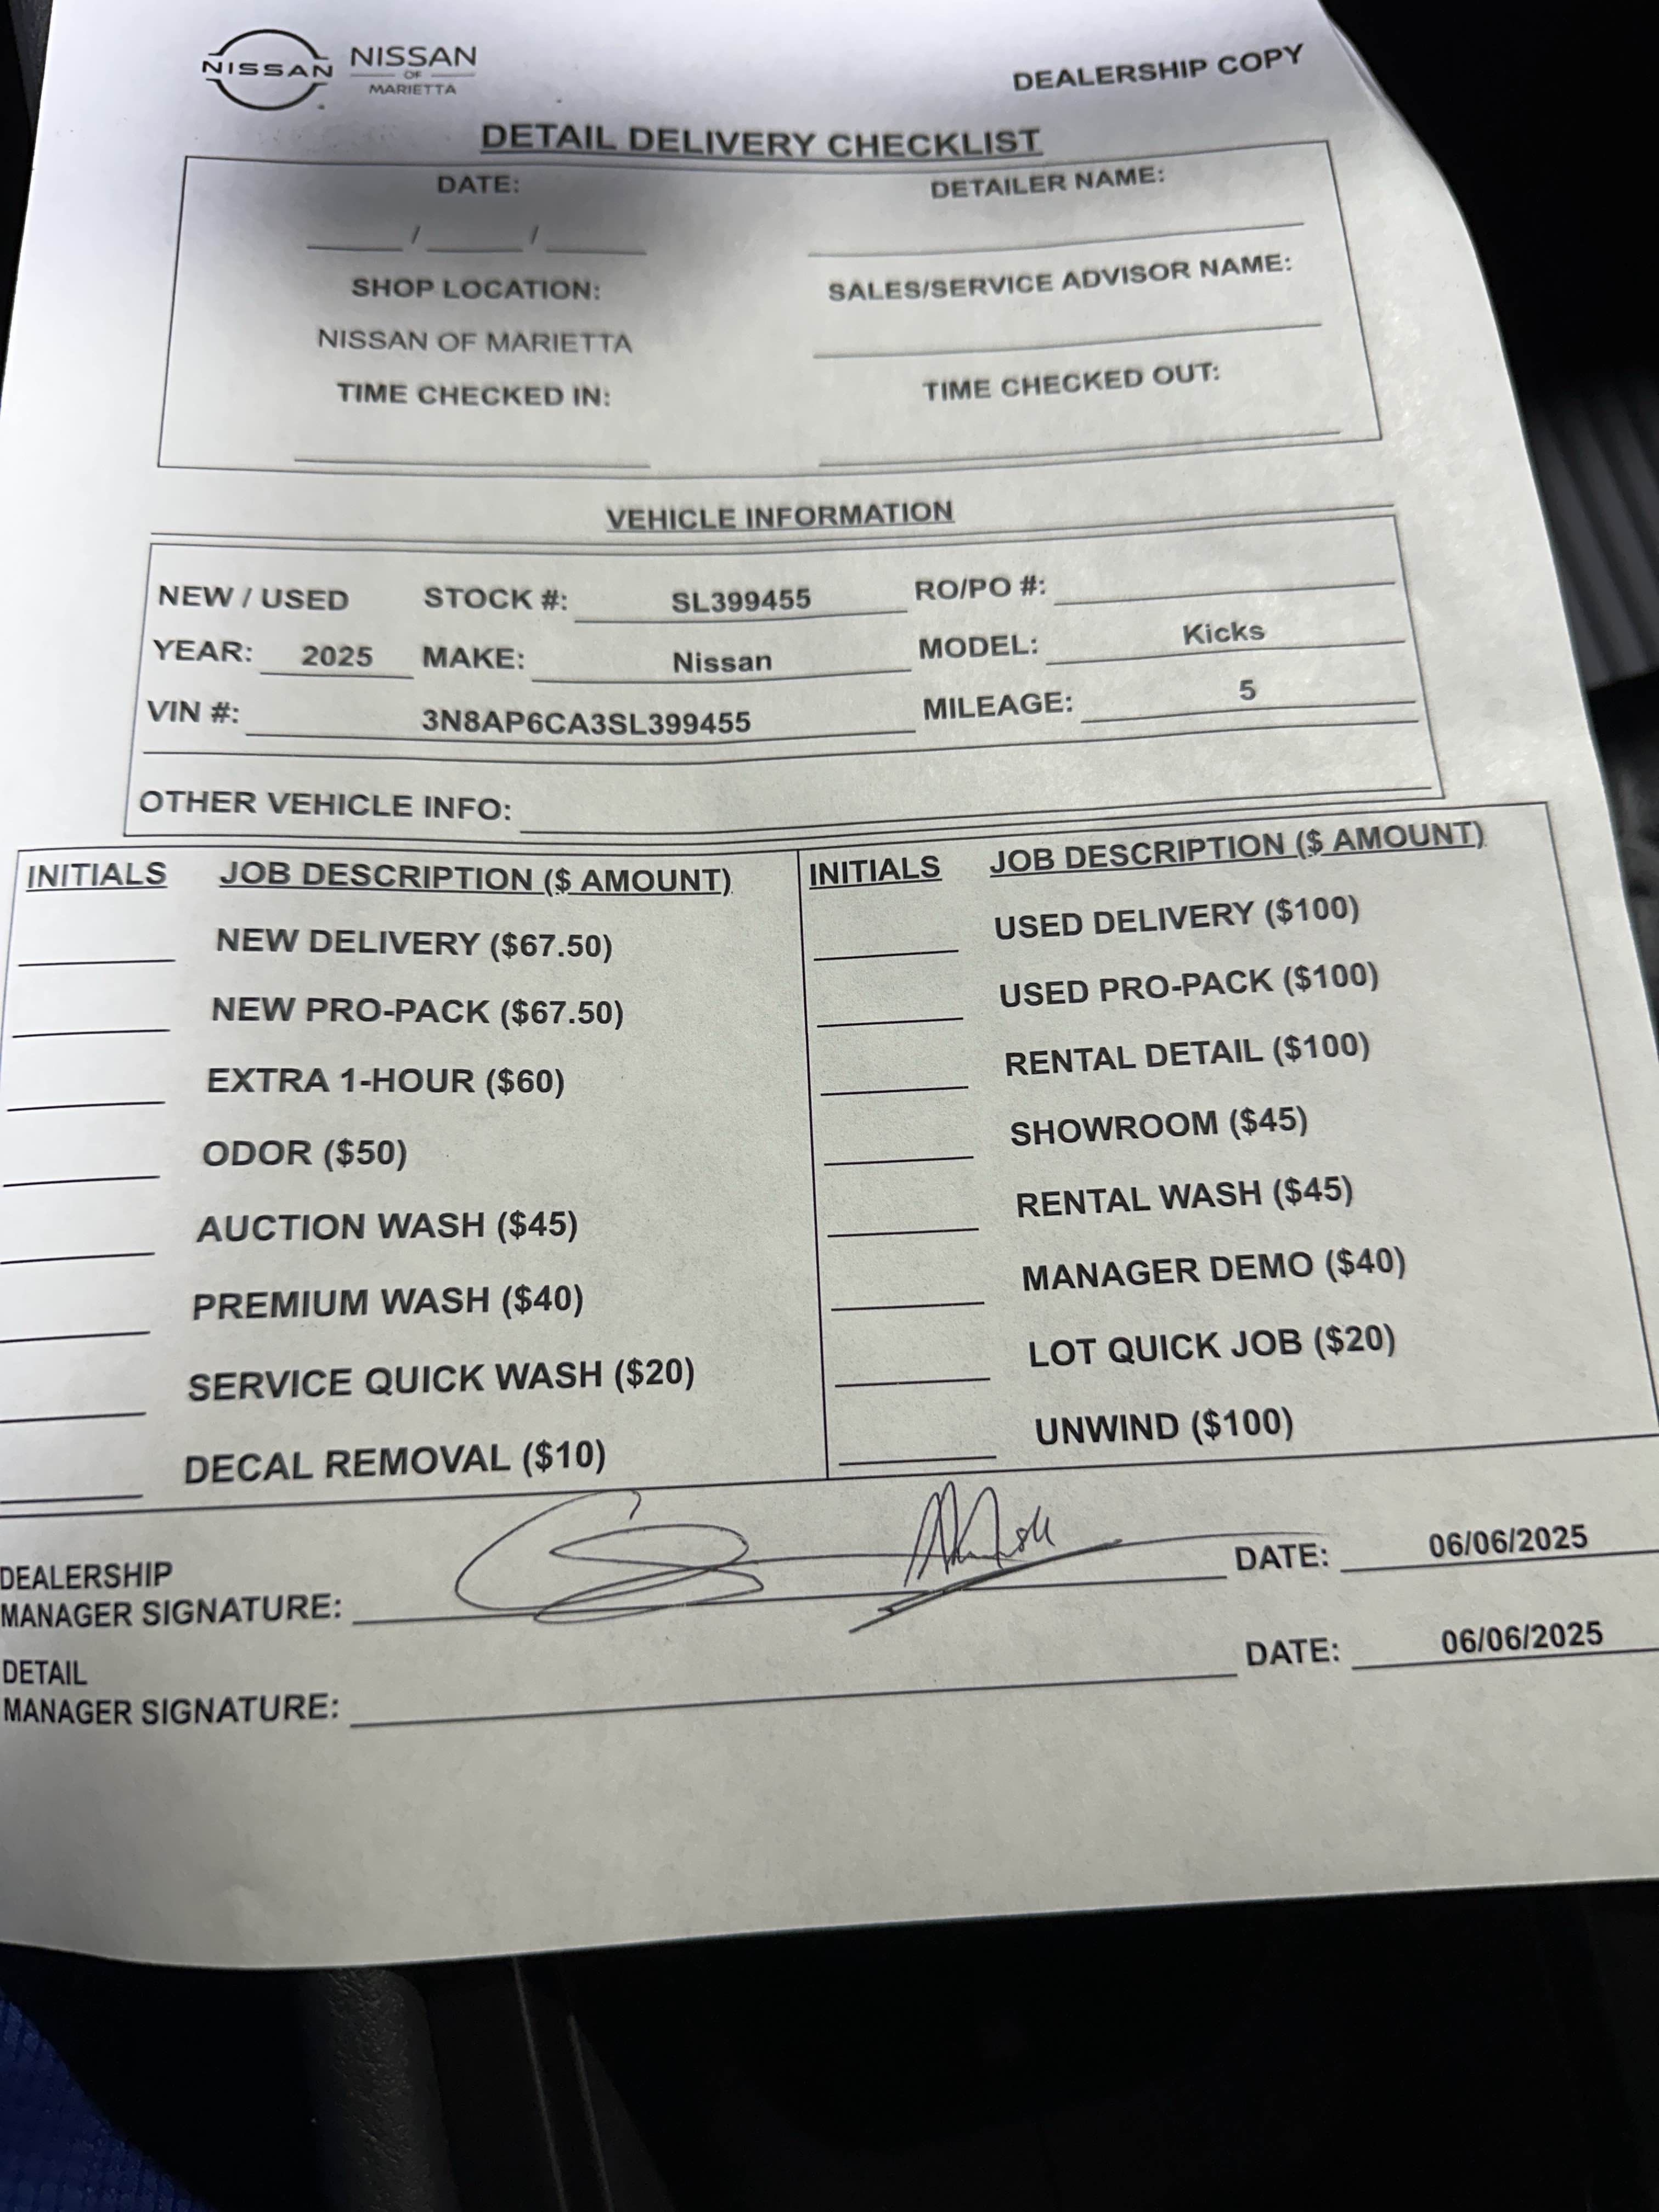 NISSAN NISSAN
OF
MARIETTA
DEALERSHIP COPY
DETAIL DELIVERY CHECKLIST
DATE: DETAILER NAME:
/ /
SHOP LOCATION: SALES/SERVICE ADVISOR NAME:
NISSAN OF MARIETTA
TIME CHECKED IN: TIME CHECKED OUT:
VEHICLE INFORMATION
NEW / USED STOCK #: SL399455 RO/PO #:
YEAR: 2025 MAKE: Nissan MODEL: Kicks
VIN #: 3N8AP6CA3SL399455 MILEAGE: 5
OTHER VEHICLE INFO:
INITIALS JOB DESCRIPTION ($ AMOUNT) INITIALS JOB DESCRIPTION ($ AMOUNT)
NEW DELIVERY ($67.50) USED DELIVERY ($100)
NEW PRO-PACK ($67.50) USED PRO-PACK ($100)
EXTRA 1-HOUR ($60) RENTAL DETAIL ($100)
ODOR ($50) SHOWROOM ($45)
AUCTION WASH ($45) RENTAL WASH ($45)
PREMIUM WASH ($40) MANAGER DEMO ($40)
SERVICE QUICK WASH ($20) LOT QUICK JOB ($20)
DECAL REMOVAL ($10) UNWIND ($100)
DEALERSHIP
MANAGER SIGNATURE: DATE: 06/06/2025
DETAIL
MANAGER SIGNATURE: DATE: 06/06/2025